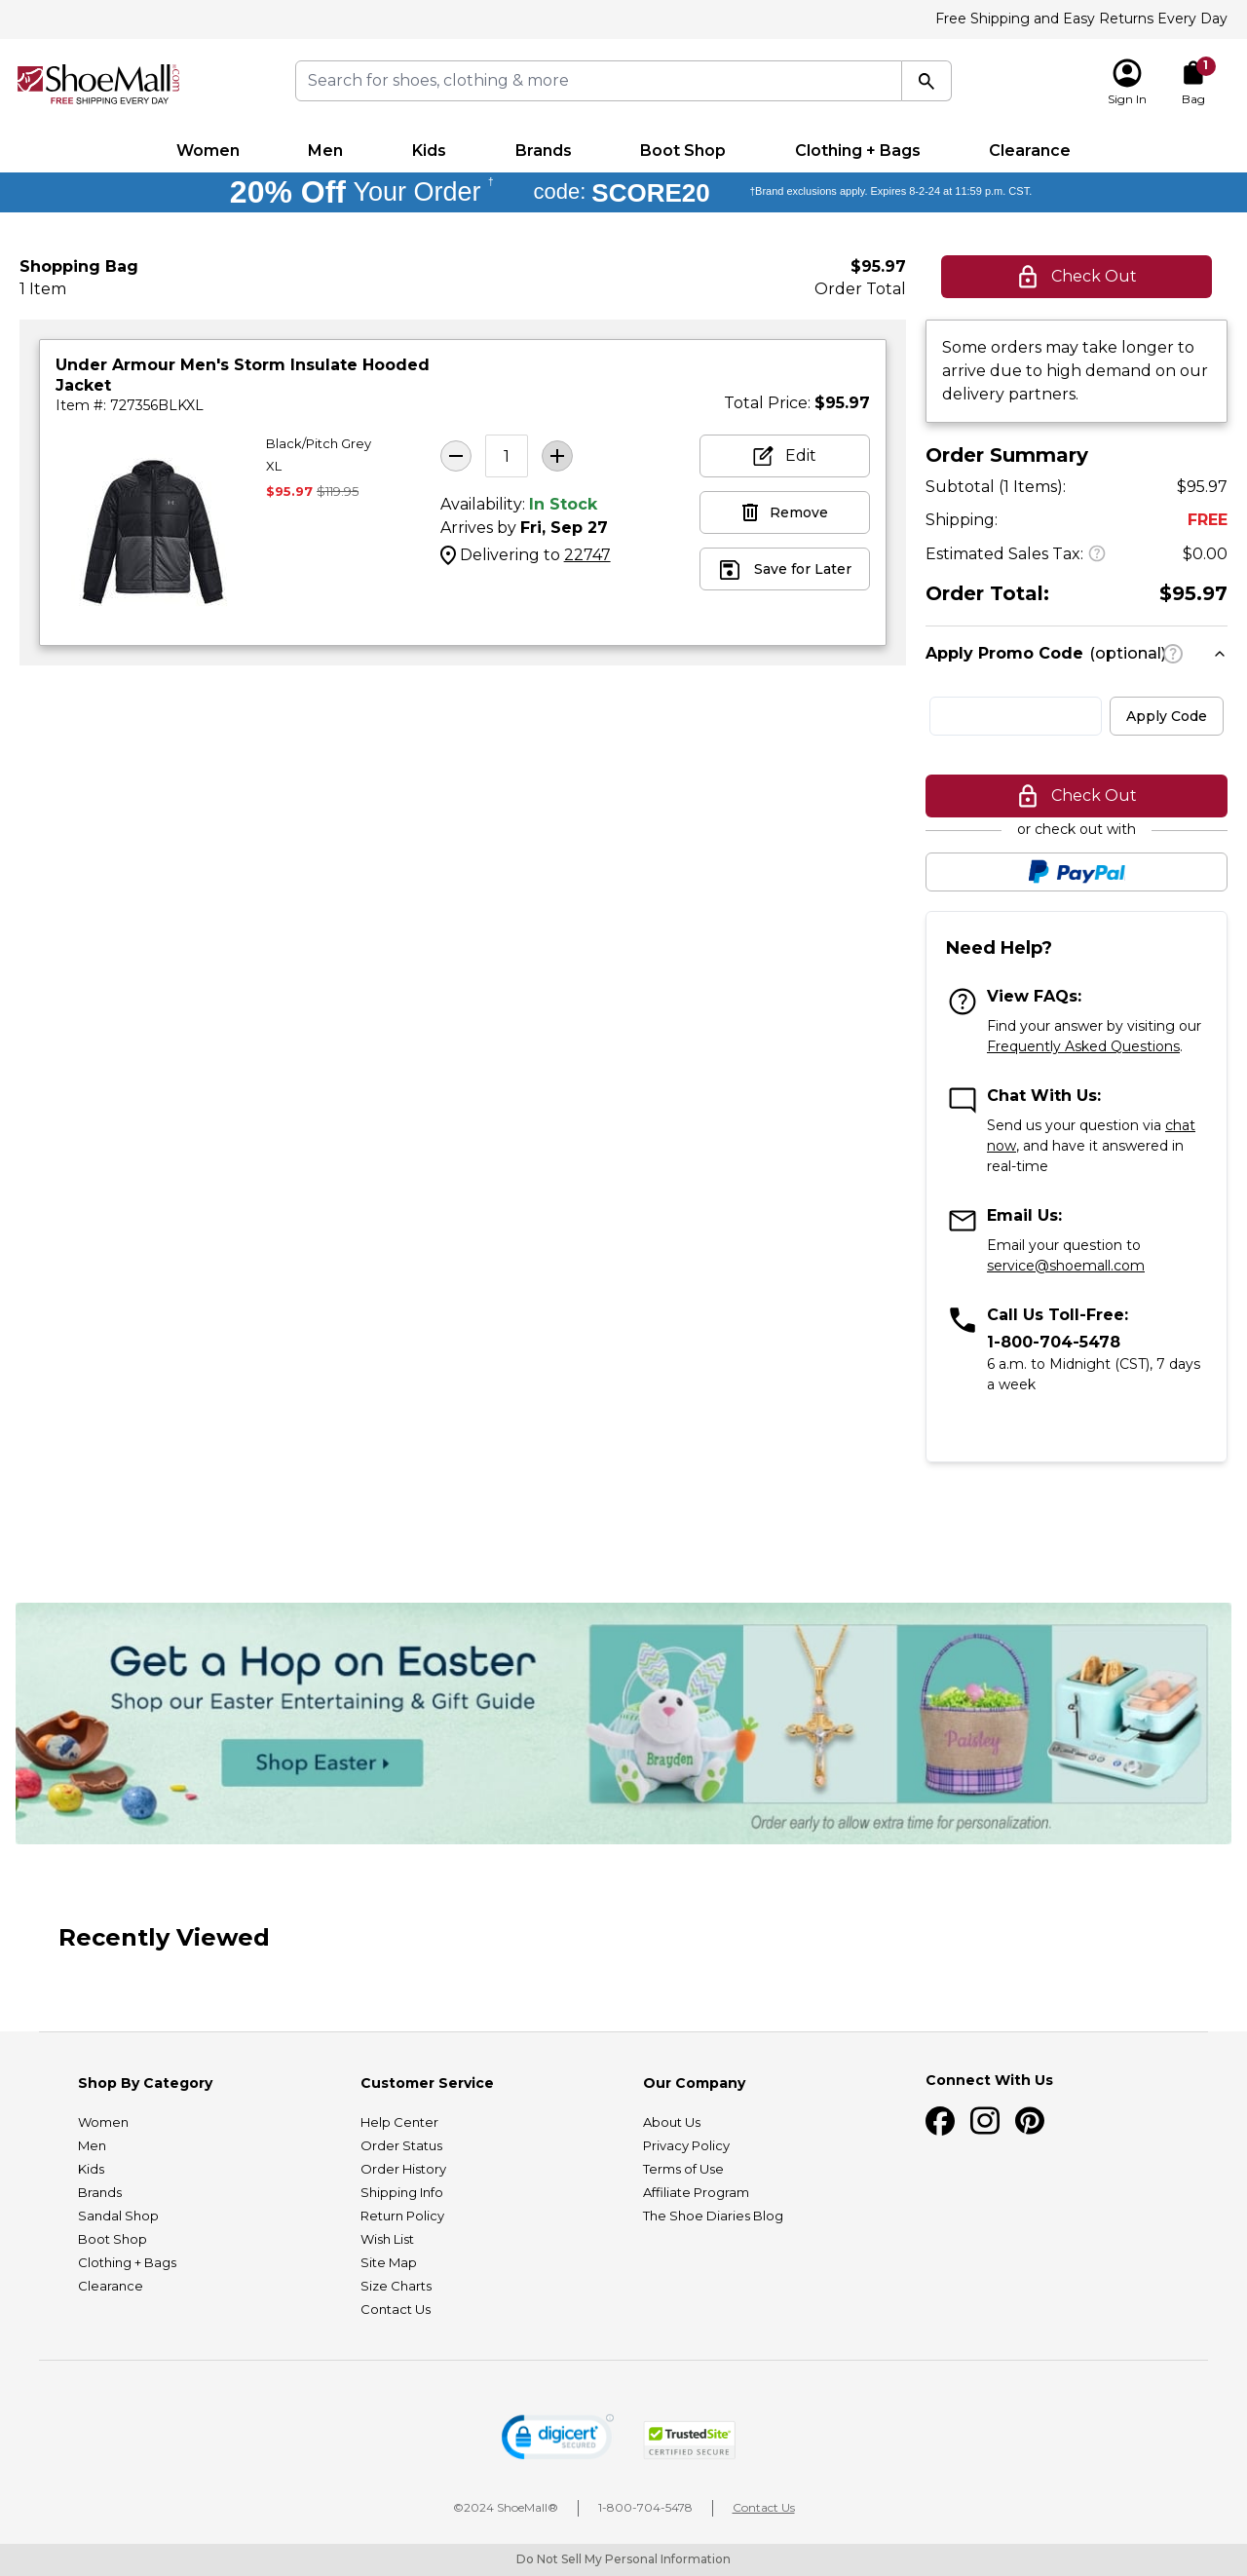 Free Shipping and Easy Returns Every Day
ShoeMall.com
FREE SHIPPING EVERY DAY
Search for shoes, clothing & more
Sign In
1
Bag
Women Men Kids Brands Boot Shop Clothing + Bags Clearance
20% Off Your Order † code: SCORE20 †Brand exclusions apply. Expires 8-2-24 at 11:59 p.m. CST.
Shopping Bag
1 Item
$95.97
Order Total
Check Out
Under Armour Men's Storm Insulate Hooded
Jacket
Item #: 727356BLKXL
Total Price: $95.97
Black/Pitch Grey
XL
$95.97 $119.95
1
Availability: In Stock
Arrives by Fri, Sep 27
Delivering to 22747
Edit
Remove
Save for Later
Some orders may take longer to
arrive due to high demand on our
delivery partners.
Order Summary
Subtotal (1 Items): $95.97
Shipping: FREE
Estimated Sales Tax: ? $0.00
Order Total: $95.97
Apply Promo Code (optional) ?
Apply Code
Check Out
or check out with
PayPal
Need Help?
View FAQs:
Find your answer by visiting our
Frequently Asked Questions.
Chat With Us:
Send us your question via chat
now, and have it answered in
real-time
Email Us:
Email your question to
service@shoemall.com
Call Us Toll-Free:
1-800-704-5478
6 a.m. to Midnight (CST), 7 days
a week
Get a Hop on Easter
Shop our Easter Entertaining & Gift Guide
Shop Easter
Brayden
Paisley
Order early to allow extra time for personalization.
Recently Viewed
Shop By Category
Women
Men
Kids
Brands
Sandal Shop
Boot Shop
Clothing + Bags
Clearance
Customer Service
Help Center
Order Status
Order History
Shipping Info
Return Policy
Wish List
Site Map
Size Charts
Contact Us
Our Company
About Us
Privacy Policy
Terms of Use
Affiliate Program
The Shoe Diaries Blog
Connect With Us
digicert
SECURED
TrustedSite
CERTIFIED SECURE
©2024 ShoeMall® 1-800-704-5478 Contact Us
Do Not Sell My Personal Information